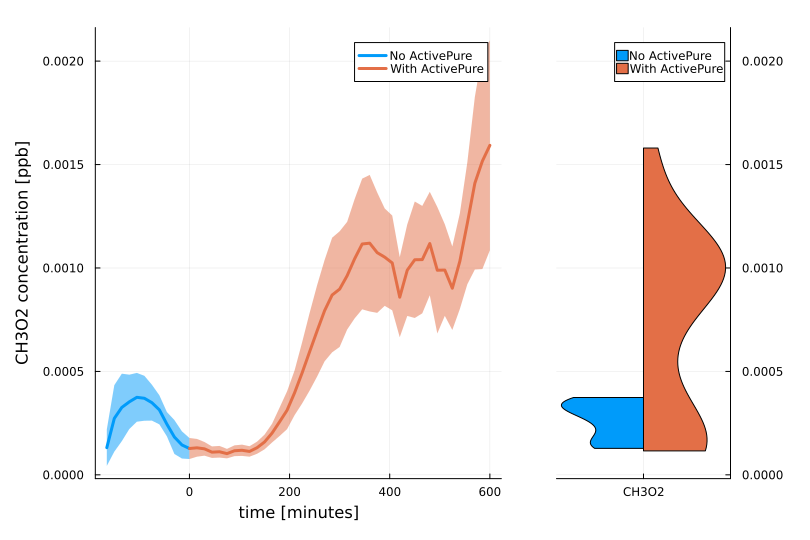 No ActivePure
With ActivePure
0.0020
0.0015
0.0010
0.0005
0.0000
CH3O2 concentration [ppb]
0
200
400
600
time [minutes]
No ActivePure
With ActivePure
0.0020
0.0015
0.0010
0.0005
0.0000
CH3O2